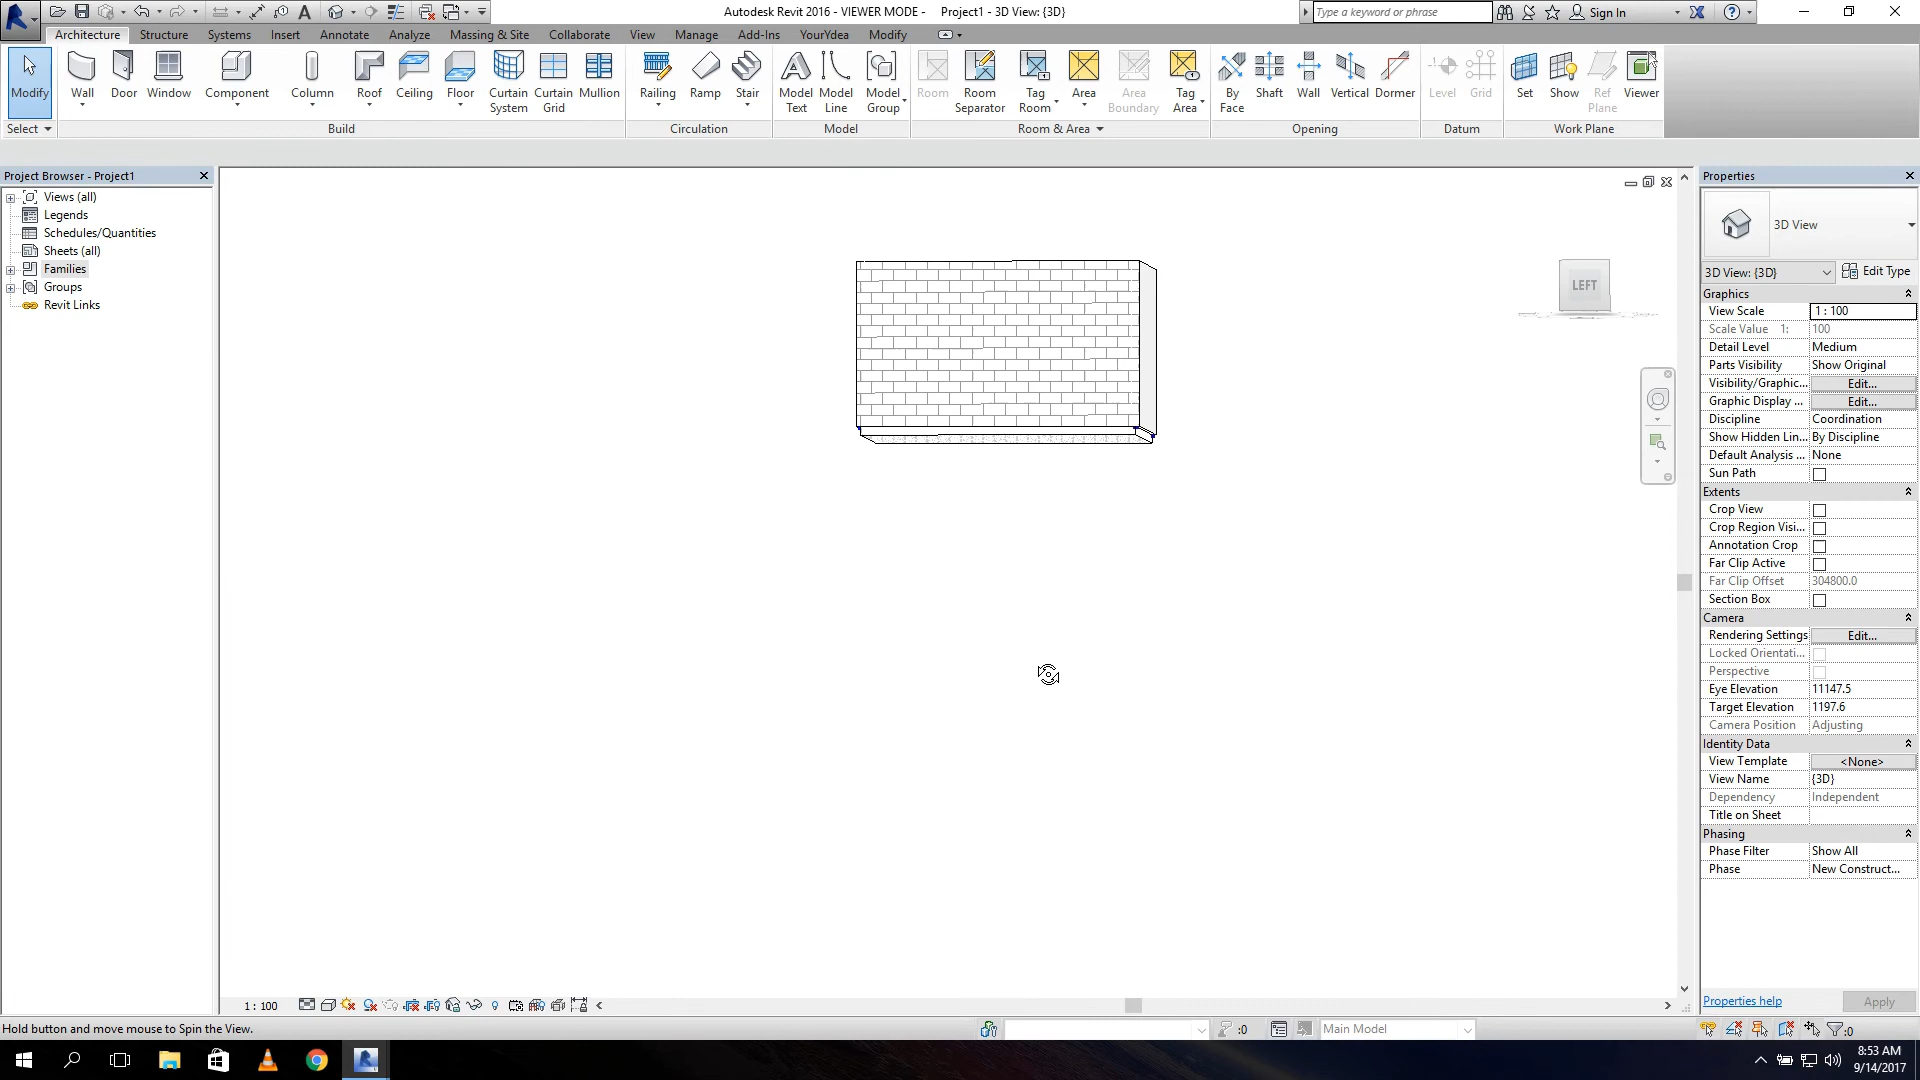 Autodesk Revit 2016 - VIEWER MODE - Project1 - 3D View: {3D}
Type a keyword or phrase
Sign In
Architecture Structure Systems Insert Annotate Analyze Massing & Site Collaborate View Manage Add-Ins YourYdea Modify
Modify Wall Door Window Component Column Roof Ceiling Floor Curtain System Curtain Grid Mullion Railing Ramp Stair Model Text Model Line Model Group Room Room Separator Tag Room Area Area Boundary Tag Area By Face Shaft Wall Vertical Dormer Level Grid Set Show Ref Plane Viewer
Select Build Circulation Model Room & Area Opening Datum Work Plane
Project Browser - Project1
Views (all)
Legends
Schedules/Quantities
Sheets (all)
Families
Groups
Revit Links
LEFT
Properties
3D View
3D View: {3D} Edit Type
Graphics
View Scale 1 : 100
Scale Value 1: 100
Detail Level Medium
Parts Visibility Show Original
Visibility/Graphic... Edit...
Graphic Display ... Edit...
Discipline Coordination
Show Hidden Lin... By Discipline
Default Analysis ... None
Sun Path
Extents
Crop View
Crop Region Visi...
Annotation Crop
Far Clip Active
Far Clip Offset 304800.0
Section Box
Camera
Rendering Settings Edit...
Locked Orientati...
Perspective
Eye Elevation 11147.5
Target Elevation 1197.6
Camera Position Adjusting
Identity Data
View Template <None>
View Name {3D}
Dependency Independent
Title on Sheet
Phasing
Phase Filter Show All
Phase New Construct...
Properties help Apply
1 : 100
Hold button and move mouse to Spin the View.
:0
Main Model
:0
8:53 AM
9/14/2017